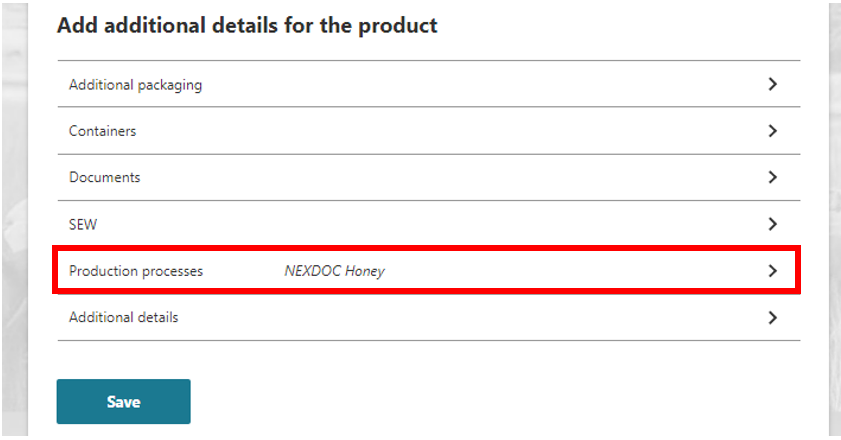 Add additional details for the product
Additional packaging
Containers
Documents
SEW
Production processes NEXDOC Honey
Additional details
Save